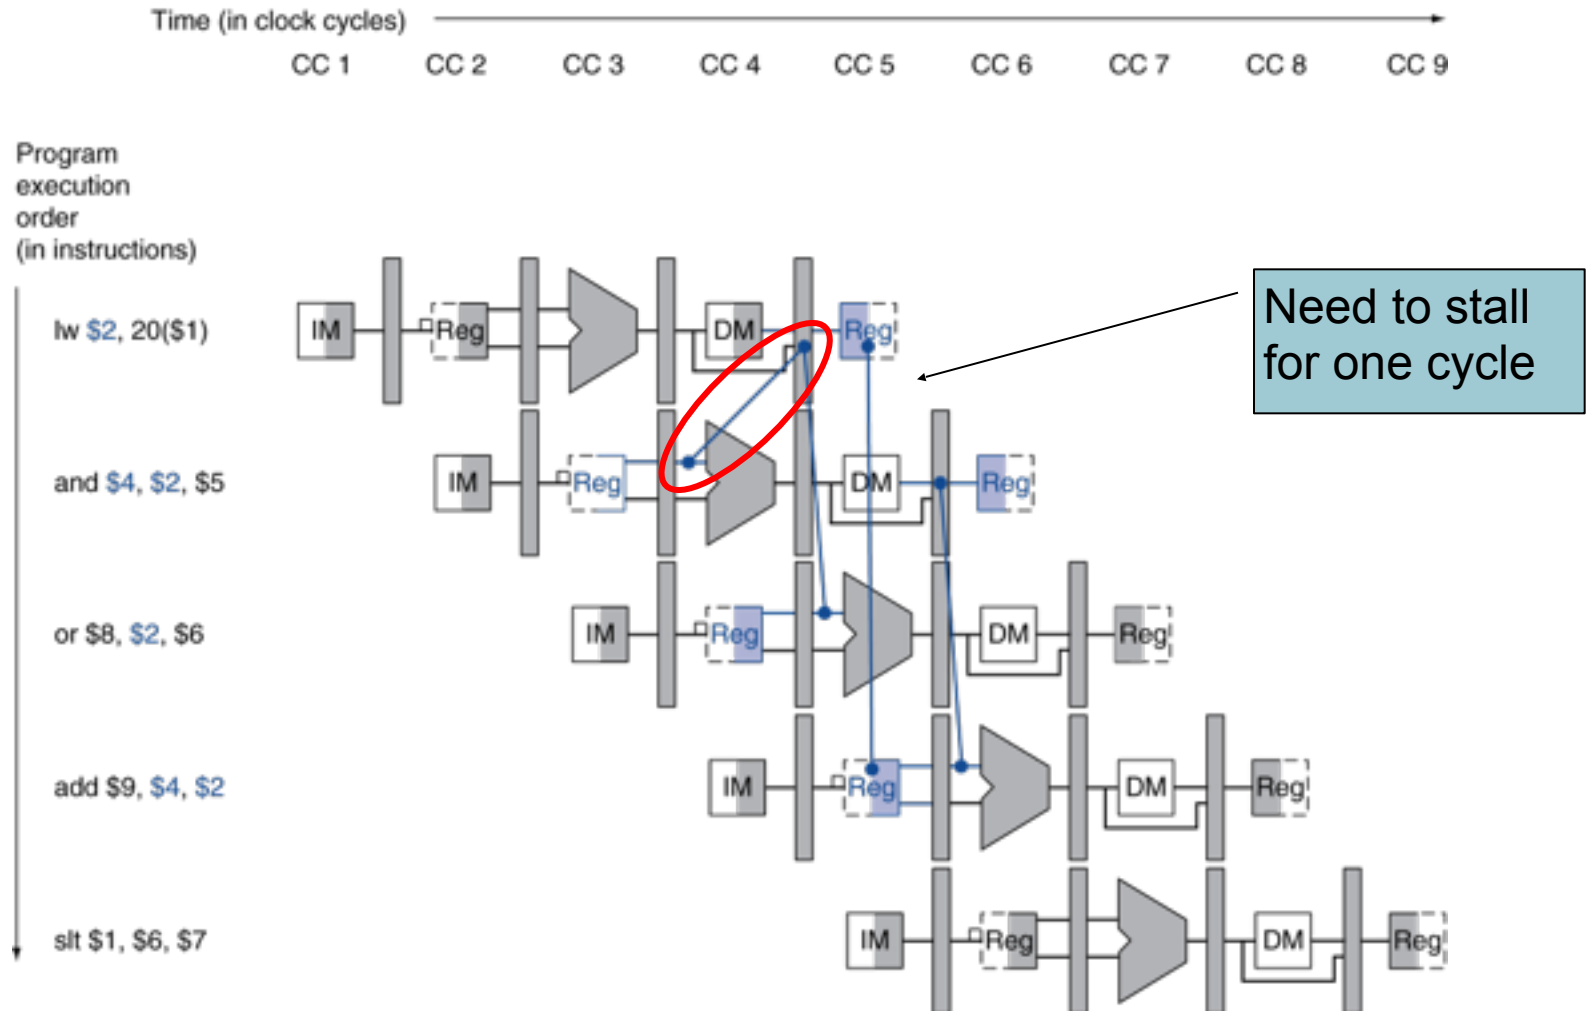 Time (in clock cycles)
CC 1 CC 2 CC 3 CC 4 CC 5 CC 6 CC 7 CC 8 CC 9
Program
execution
order
(in instructions)
lw $2, 20($1) IM Reg DM Reg
Need to stall
for one cycle
and $4, $2, $5 IM Reg DM Reg
or $8, $2, $6 IM Reg DM Reg
add $9, $4, $2 IM Reg DM Reg
slt $1, $6, $7 IM Reg DM Reg